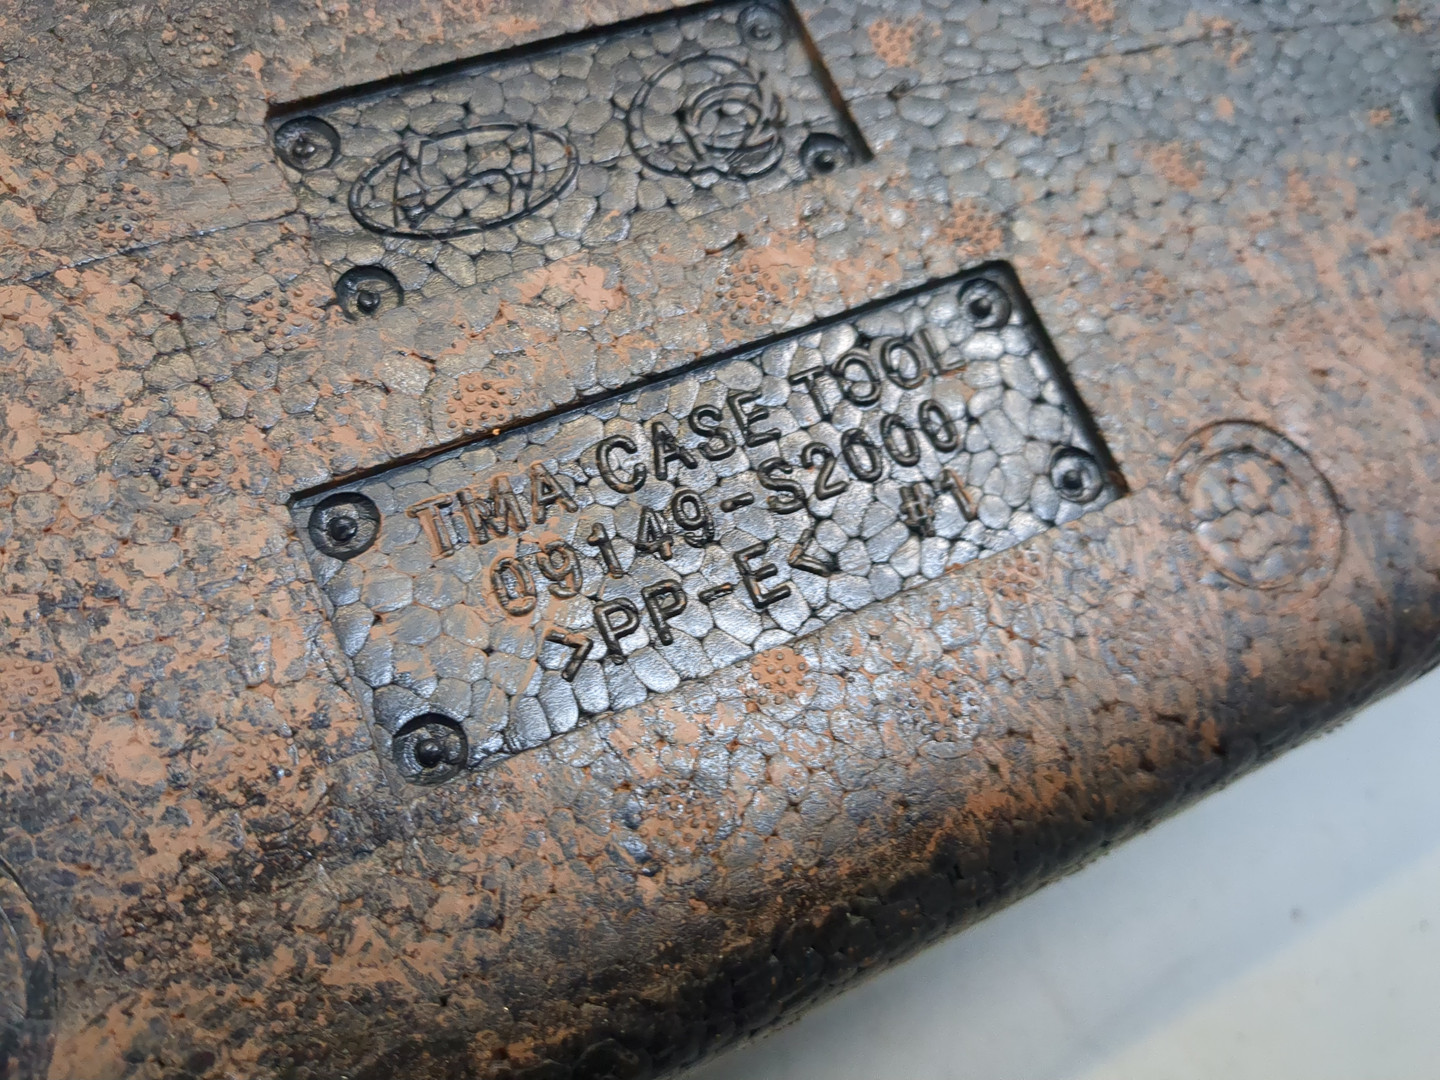 TMA CASE TOOL
09149-S2000
>PP-E< #1